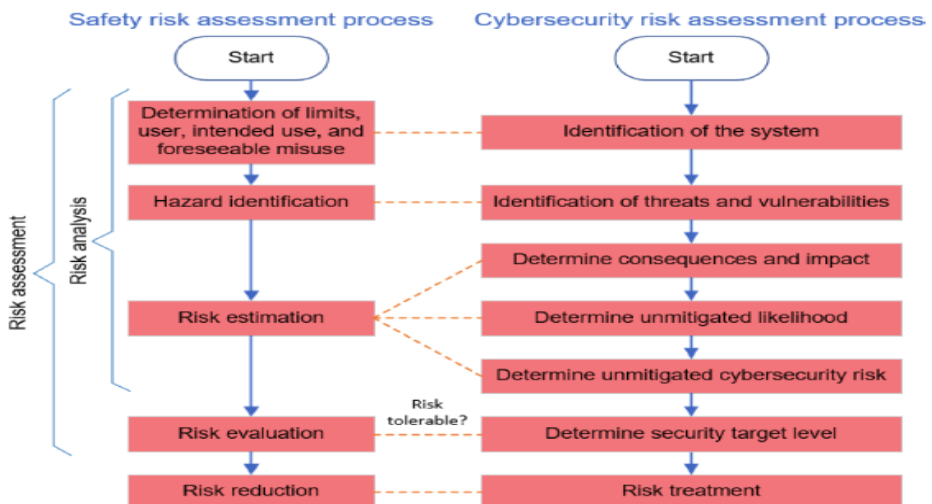 Safety risk assessment process
Cybersecurity risk assessment process
Start
Start
Determination of limits,
user, intended use, and
foreseeable misuse
Identification of the system
Hazard identification
Identification of threats and vulnerabilities
Determine consequences and impact
Risk estimation
Determine unmitigated likelihood
Determine unmitigated cybersecurity risk
Risk assessment
Risk analysis
Risk
tolerable?
Risk evaluation
Determine security target level
Risk reduction
Risk treatment